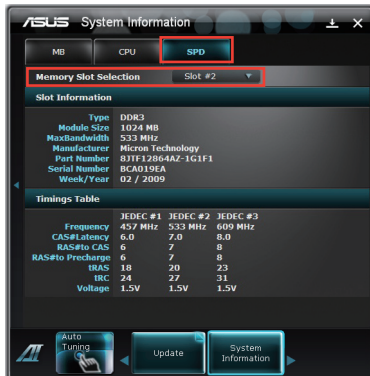 ASUS System Information
MB CPU SPD
Memory Slot Selection Slot #2
Slot Information
Type DDR3
Module Size 1024 MB
MaxBandwidth 533 MHz
Manufacturer Micron Technology
Part Number 8JTF12864AZ-1G1F1
Serial Number BCA019EA
Week/Year 02 / 2009
Timings Table
JEDEC #1 JEDEC #2 JEDEC #3
Frequency 457 MHz 533 MHz 609 MHz
CAS#Latency 6.0 7.0 8.0
RAS#to CAS 6 7 8
RAS#to Precharge 6 7 8
tRAS 18 20 23
tRC 24 27 31
Voltage 1.5V 1.5V 1.5V
AI
Auto
Tuning
Update
System
Information